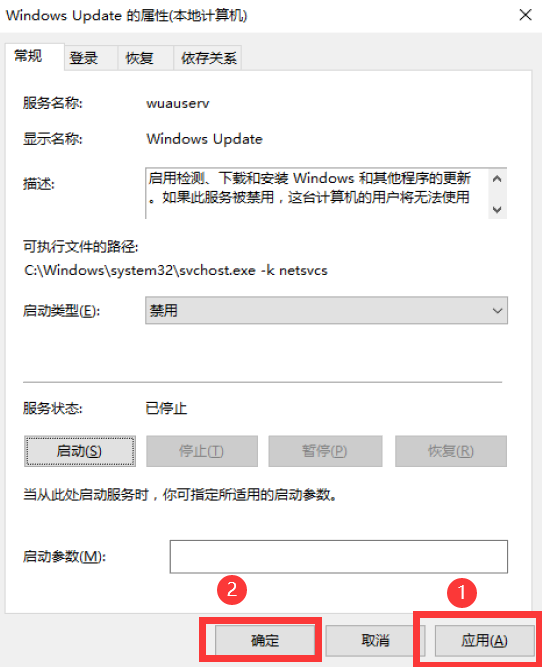 Windows Update 的属性(本地计算机)
常规 登录 恢复 依存关系
服务名称: wuauserv
显示名称: Windows Update
描述: 启用检测、下载和安装 Windows 和其他程序的更新
。如果此服务被禁用，这台计算机的用户将无法使用
可执行文件的路径:
C:\Windows\system32\svchost.exe -k netsvcs
启动类型(E): 禁用
服务状态: 已停止
启动(S) 停止(T) 暂停(P) 恢复(R)
当从此处启动服务时，你可指定所适用的启动参数。
启动参数(M):
2 1
确定 取消 应用(A)